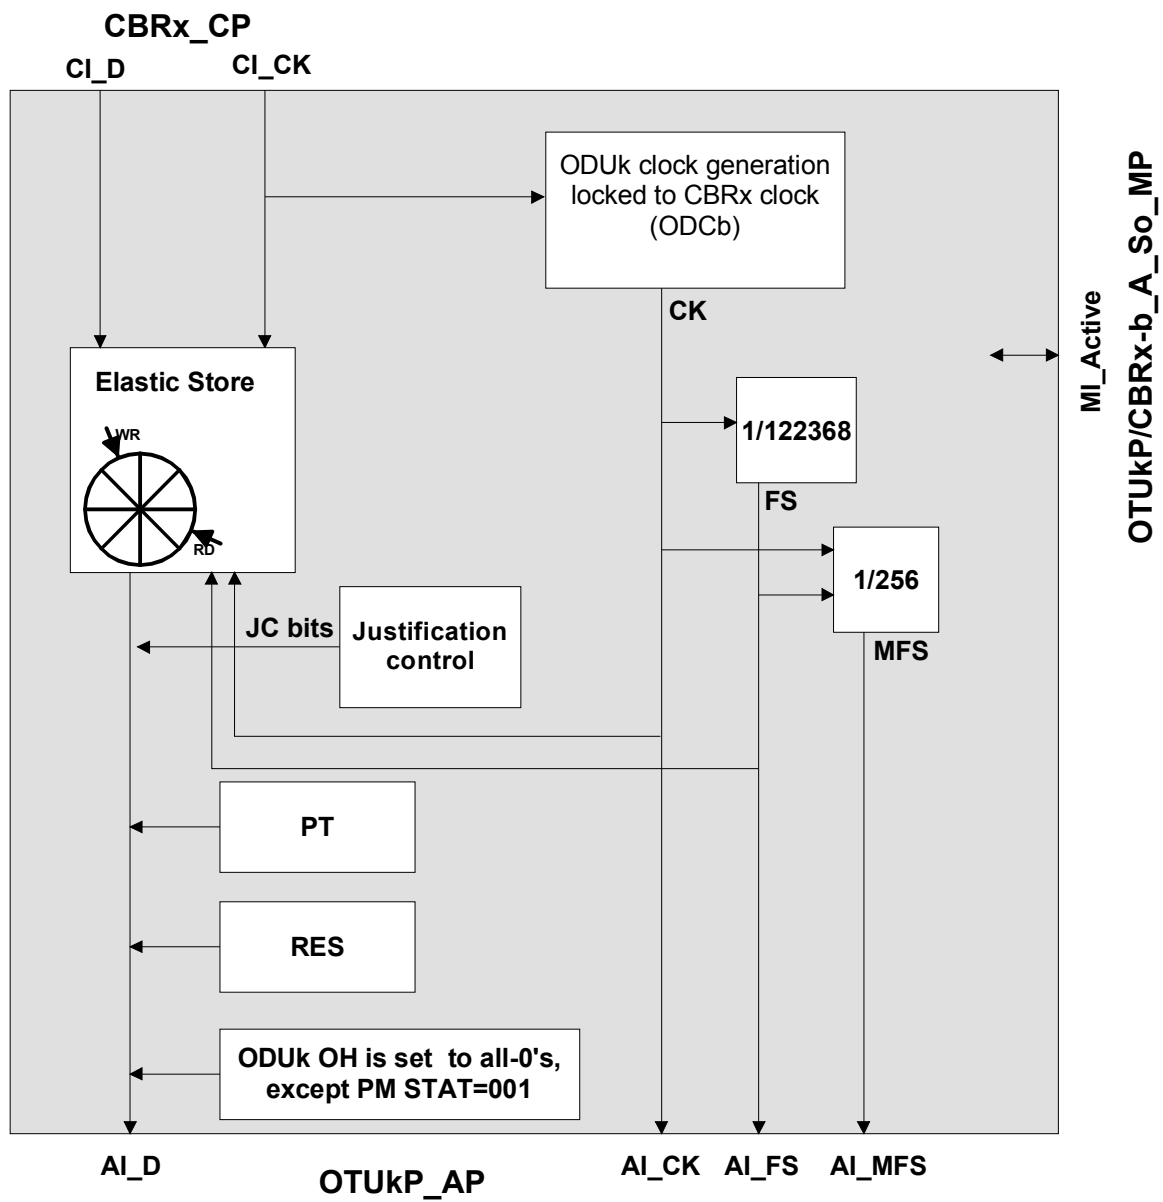 CBRx_CP
CI_D
CI_CK
ODUk clock generation
locked to CBRx clock
(ODCb)
CK
MI_Active
OTUkP/CBRx-b_A_So_MP
Elastic Store
WR
RD
1/122368
FS
1/256
MFS
JC bits
Justification
control
PT
RES
ODUk OH is set to all-0's,
except PM STAT=001
AI_D
OTUkP_AP
AI_CK
AI_FS
AI_MFS